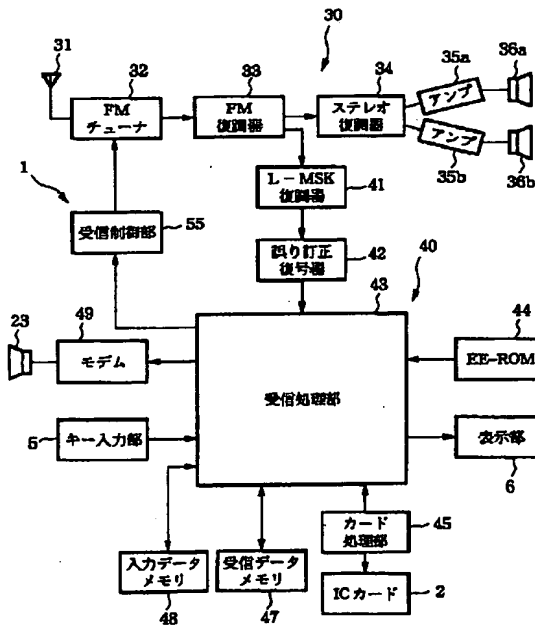 30
31
32
33
34
35a
36a
FM
チューナ
FM
復調器
ステレオ
復調器
アンプ
アンプ
35b
36b
1
L－MSK
復調器
41
受信制御部
55
誤り訂正
復号器
42
40
43
23
49
モデム
44
EE-ROM
受信処理部
5
キー入力部
表示部
6
カード
処理部
45
入力データ
メモリ
48
受信データ
メモリ
47
ICカード
2